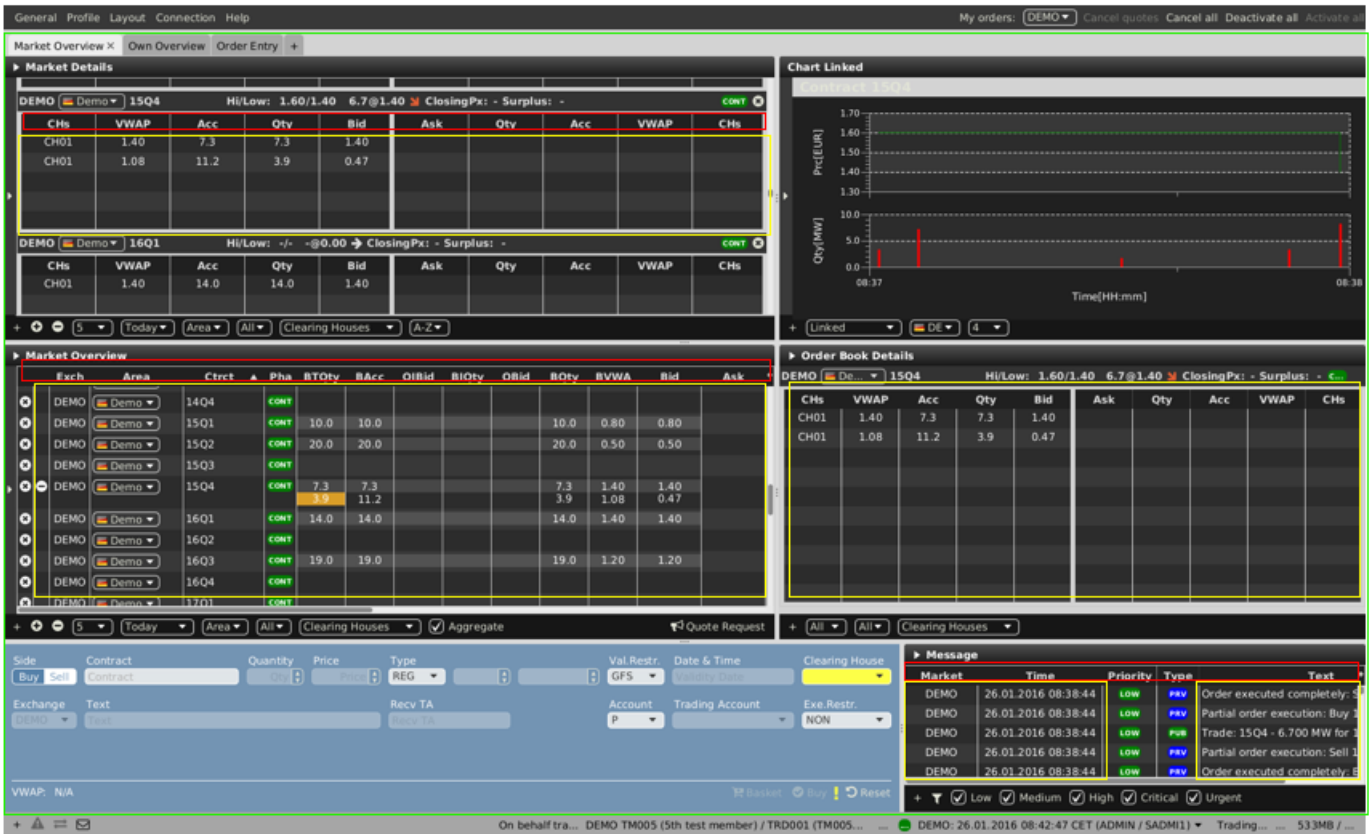 General Profile Layout Connection Help My orders: DEMO Cancel quotes Cancel all Deactivate all Activate all
Market Overview × Own Overview Order Entry +
Market Details
DEMO Demo 15Q4 Hi/Low: 1.60/1.40 6.7@1.40 ClosingPx: - Surplus: - CONT
CHs VWAP Acc Qty Bid Ask Qty Acc VWAP CHs
CH01 1.40 7.3 7.3 1.40
CH01 1.08 11.2 3.9 0.47
DEMO Demo 16Q1 Hi/Low: -/- -@0.00 ClosingPx: - Surplus: - CONT
CHs VWAP Acc Qty Bid Ask Qty Acc VWAP CHs
CH01 1.40 14.0 14.0 1.40
+ 5 Today Area All Clearing Houses A-Z
Chart Linked
Contract 15Q4
Prc[EUR]
1.70
1.60
1.50
1.40
1.30
Qty[MW]
10.0
5.0
0.0
08:37 08:38
Time[HH:mm]
+ Linked DE 4
Market Overview
Exch Area Ctrct Pha BTQty BAcc OIBid BIQty OBid BQty BVWA Bid Ask
DEMO Demo 14Q4 CONT
DEMO Demo 15Q1 CONT 10.0 10.0 10.0 0.80 0.80
DEMO Demo 15Q2 CONT 20.0 20.0 20.0 0.50 0.50
DEMO Demo 15Q3 CONT
DEMO Demo 15Q4 CONT 7.3 7.3 7.3 1.40 1.40
3.9 11.2 3.9 1.08 0.47
DEMO Demo 16Q1 CONT 14.0 14.0 14.0 1.40 1.40
DEMO Demo 16Q2 CONT
DEMO Demo 16Q3 CONT 19.0 19.0 19.0 1.20 1.20
DEMO Demo 16Q4 CONT
DEMO Demo 17Q1 CONT
+ 5 Today Area All Clearing Houses Aggregate Quote Request
Order Book Details
DEMO De... 15Q4 Hi/Low: 1.60/1.40 6.7@1.40 ClosingPx: - Surplus: - C...
CHs VWAP Acc Qty Bid Ask Qty Acc VWAP CHs
CH01 1.40 7.3 7.3 1.40
CH01 1.08 11.2 3.9 0.47
+ All All Clearing Houses
Side Contract Quantity Price Type Val.Restr. Date & Time Clearing House
Buy Sell Contract Qty Price REG GFS Validity Date
Exchange Text Recv TA Account Trading Account Exe.Restr.
DEMO Text Recv TA P NON
VWAP: N/A Basket Buy Reset
Message
Market Time Priority Type Text
DEMO 26.01.2016 08:38:44 LOW PRV Order executed completely: S
DEMO 26.01.2016 08:38:44 LOW PRV Partial order execution: Buy 1
DEMO 26.01.2016 08:38:44 LOW PUB Trade: 15Q4 - 6.700 MW for 1
DEMO 26.01.2016 08:38:44 LOW PRV Partial order execution: Sell 1
DEMO 26.01.2016 08:38:44 LOW PRV Order executed completely: B
+ Low Medium High Critical Urgent
+ On behalf tra... DEMO TM005 (5th test member) / TRD001 (TM005... ... DEMO: 26.01.2016 08:42:47 CET (ADMIN / SADMI1) Trading... ... 533MB / ...